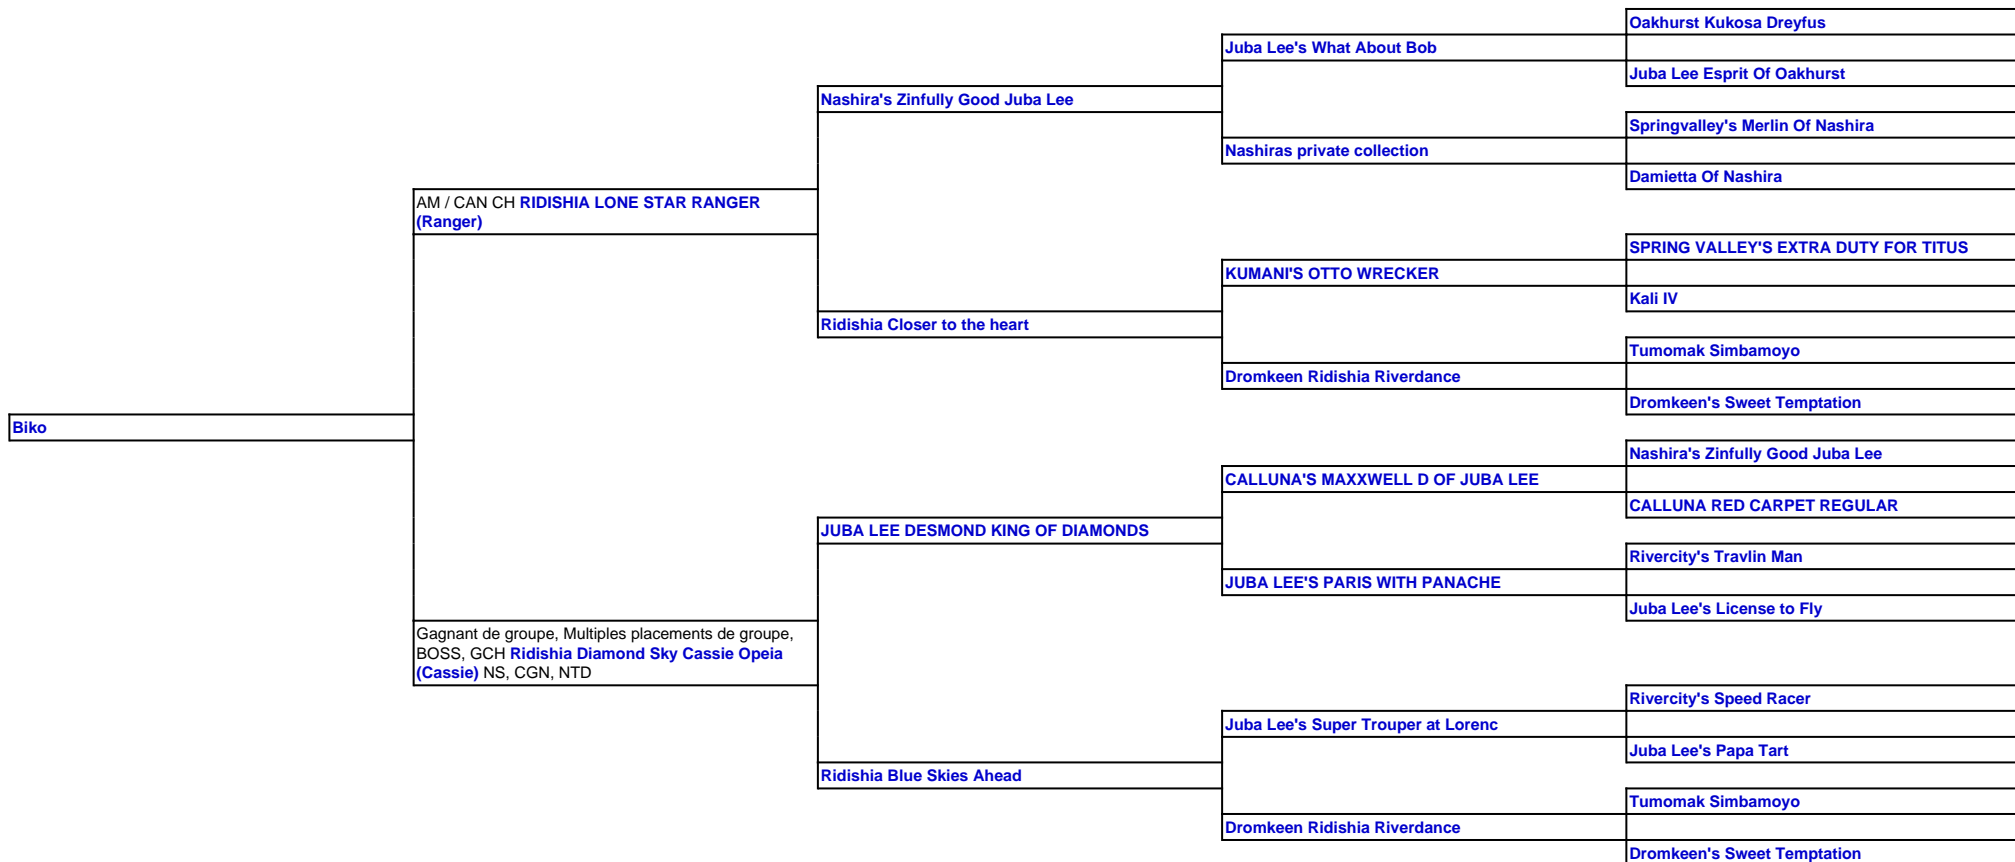 Oakhurst Kukosa Dreyfus
Juba Lee's What About Bob
Juba Lee Esprit Of Oakhurst
Nashira's Zinfully Good Juba Lee
Springvalley's Merlin Of Nashira
Nashiras private collection
Damietta Of Nashira
AM / CAN CH RIDISHIA LONE STAR RANGER
(Ranger)
SPRING VALLEY'S EXTRA DUTY FOR TITUS
KUMANI'S OTTO WRECKER
Kali IV
Ridishia Closer to the heart
Tumomak Simbamoyo
Dromkeen Ridishia Riverdance
Dromkeen's Sweet Temptation
Biko
Nashira's Zinfully Good Juba Lee
CALLUNA'S MAXXWELL D OF JUBA LEE
CALLUNA RED CARPET REGULAR
JUBA LEE DESMOND KING OF DIAMONDS
Rivercity's Travlin Man
JUBA LEE'S PARIS WITH PANACHE
Juba Lee's License to Fly
Gagnant de groupe, Multiples placements de groupe,
BOSS, GCH Ridishia Diamond Sky Cassie Opeia
(Cassie) NS, CGN, NTD
Rivercity's Speed Racer
Juba Lee's Super Trouper at Lorenc
Juba Lee's Papa Tart
Ridishia Blue Skies Ahead
Tumomak Simbamoyo
Dromkeen Ridishia Riverdance
Dromkeen's Sweet Temptation